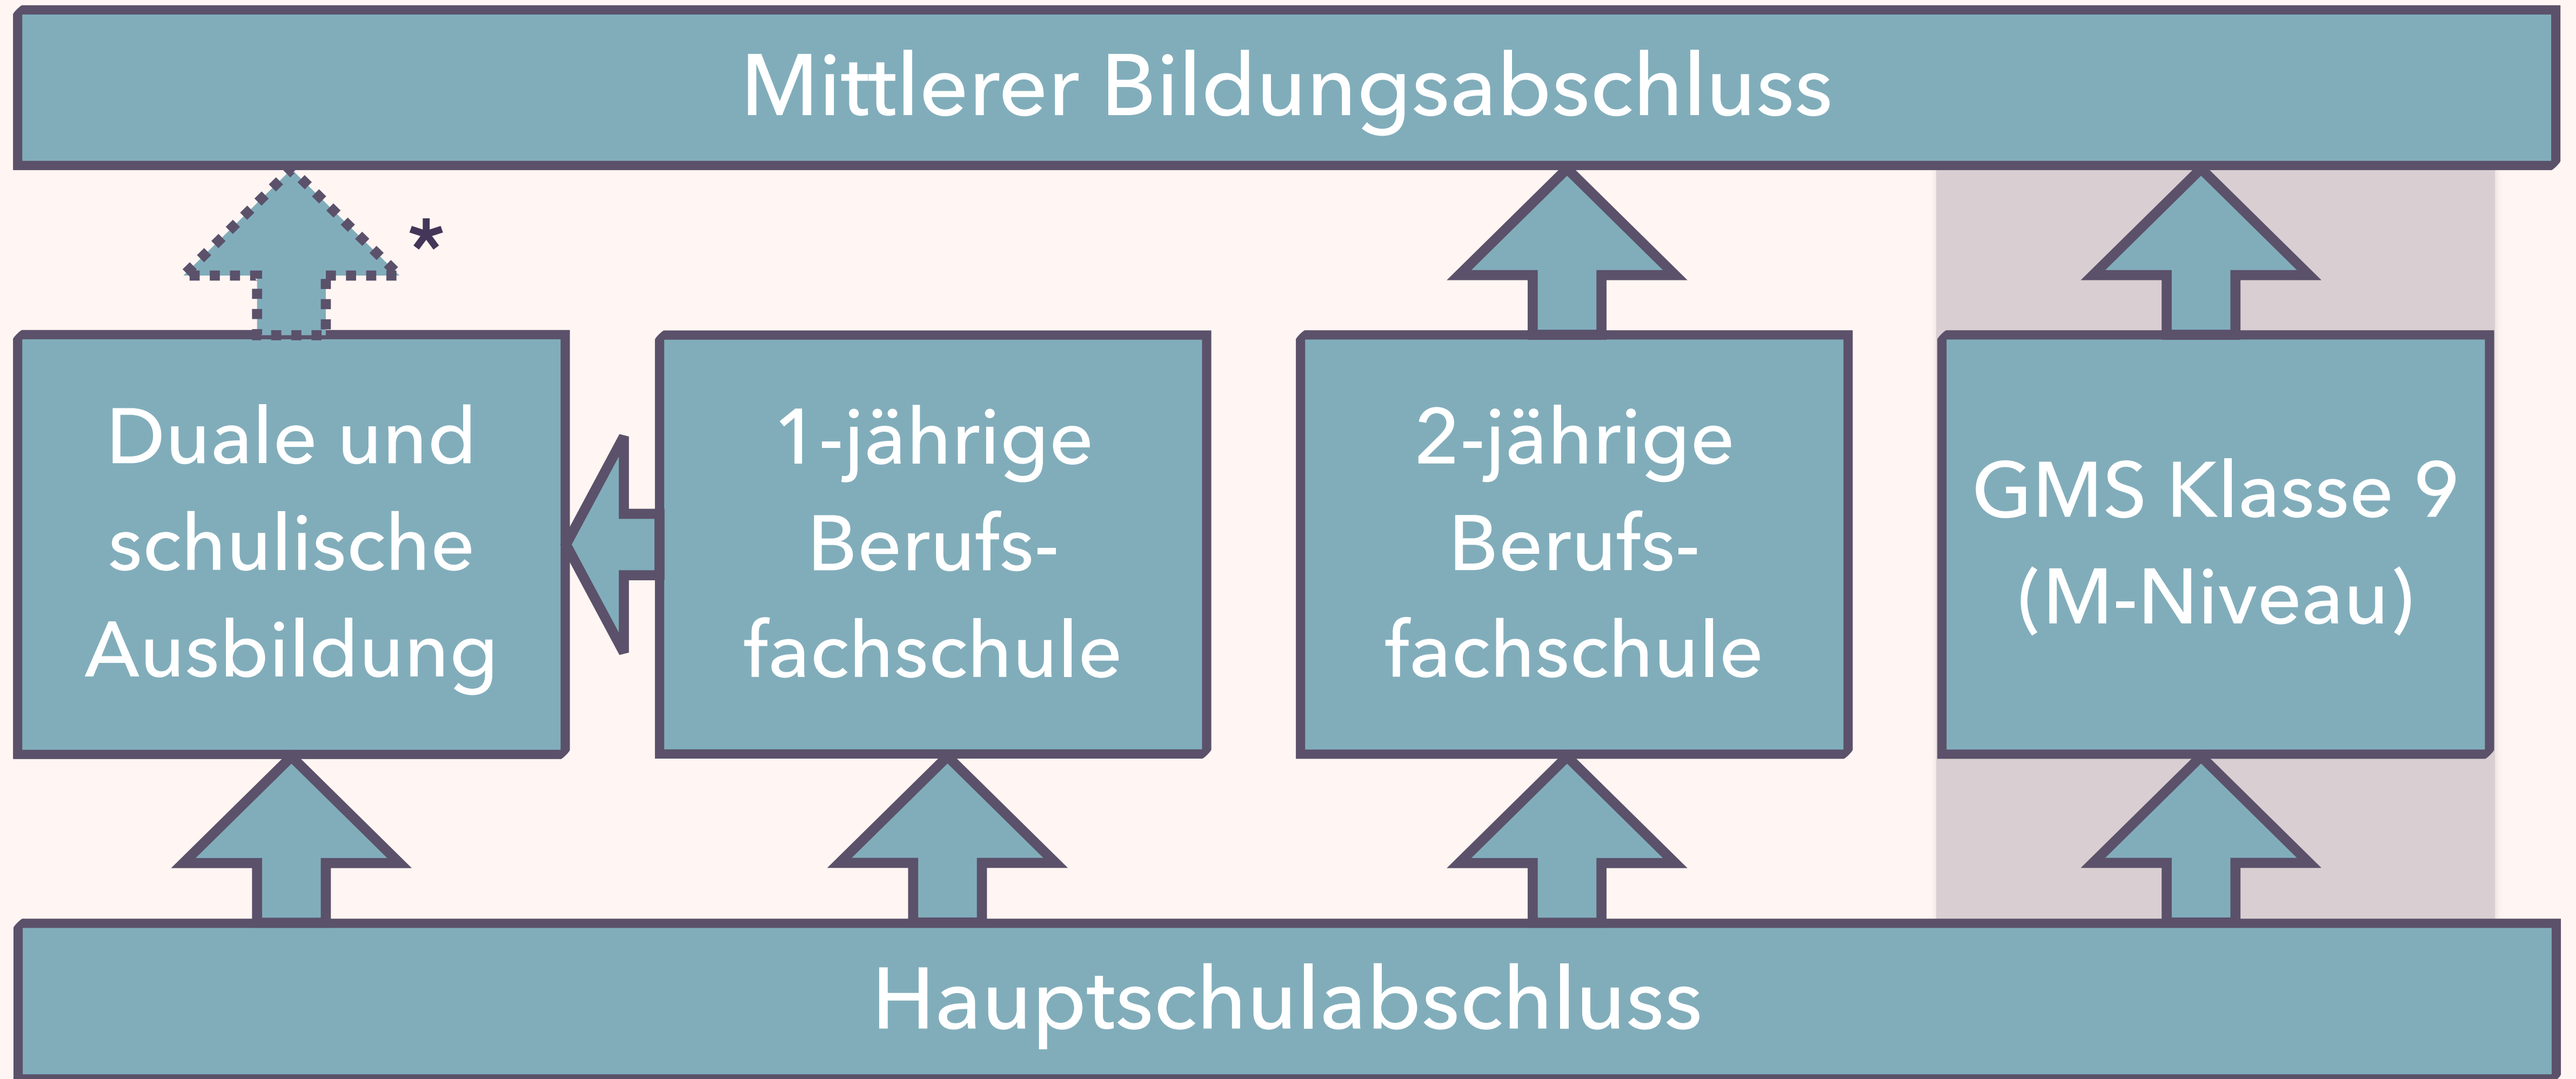 Mittlerer Bildungsabschluss
*
Duale und
schulische
Ausbildung
1-jährige
Berufs-
fachschule
2-jährige
Berufs-
fachschule
GMS Klasse 9
(M-Niveau)
Hauptschulabschluss